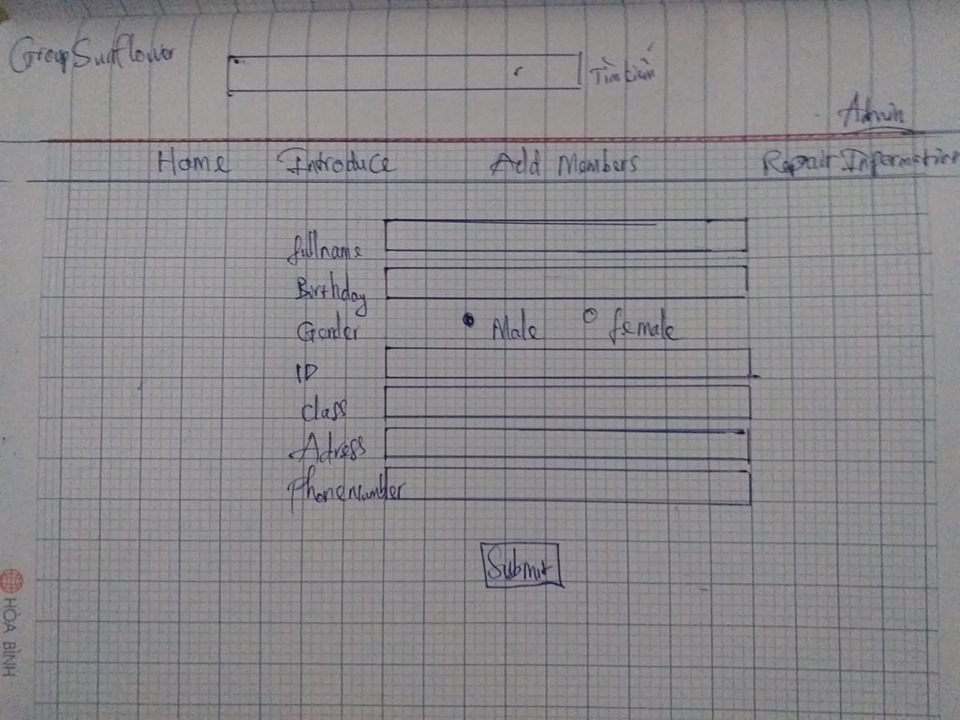 GroupSunflower
Tìm kiếm
Admin
Home Introduce Add Members Repair Information
fullname
Birthday
Gender Male female
ID
class
Adress
Phonenumber
Submit
HÒA BÌNH